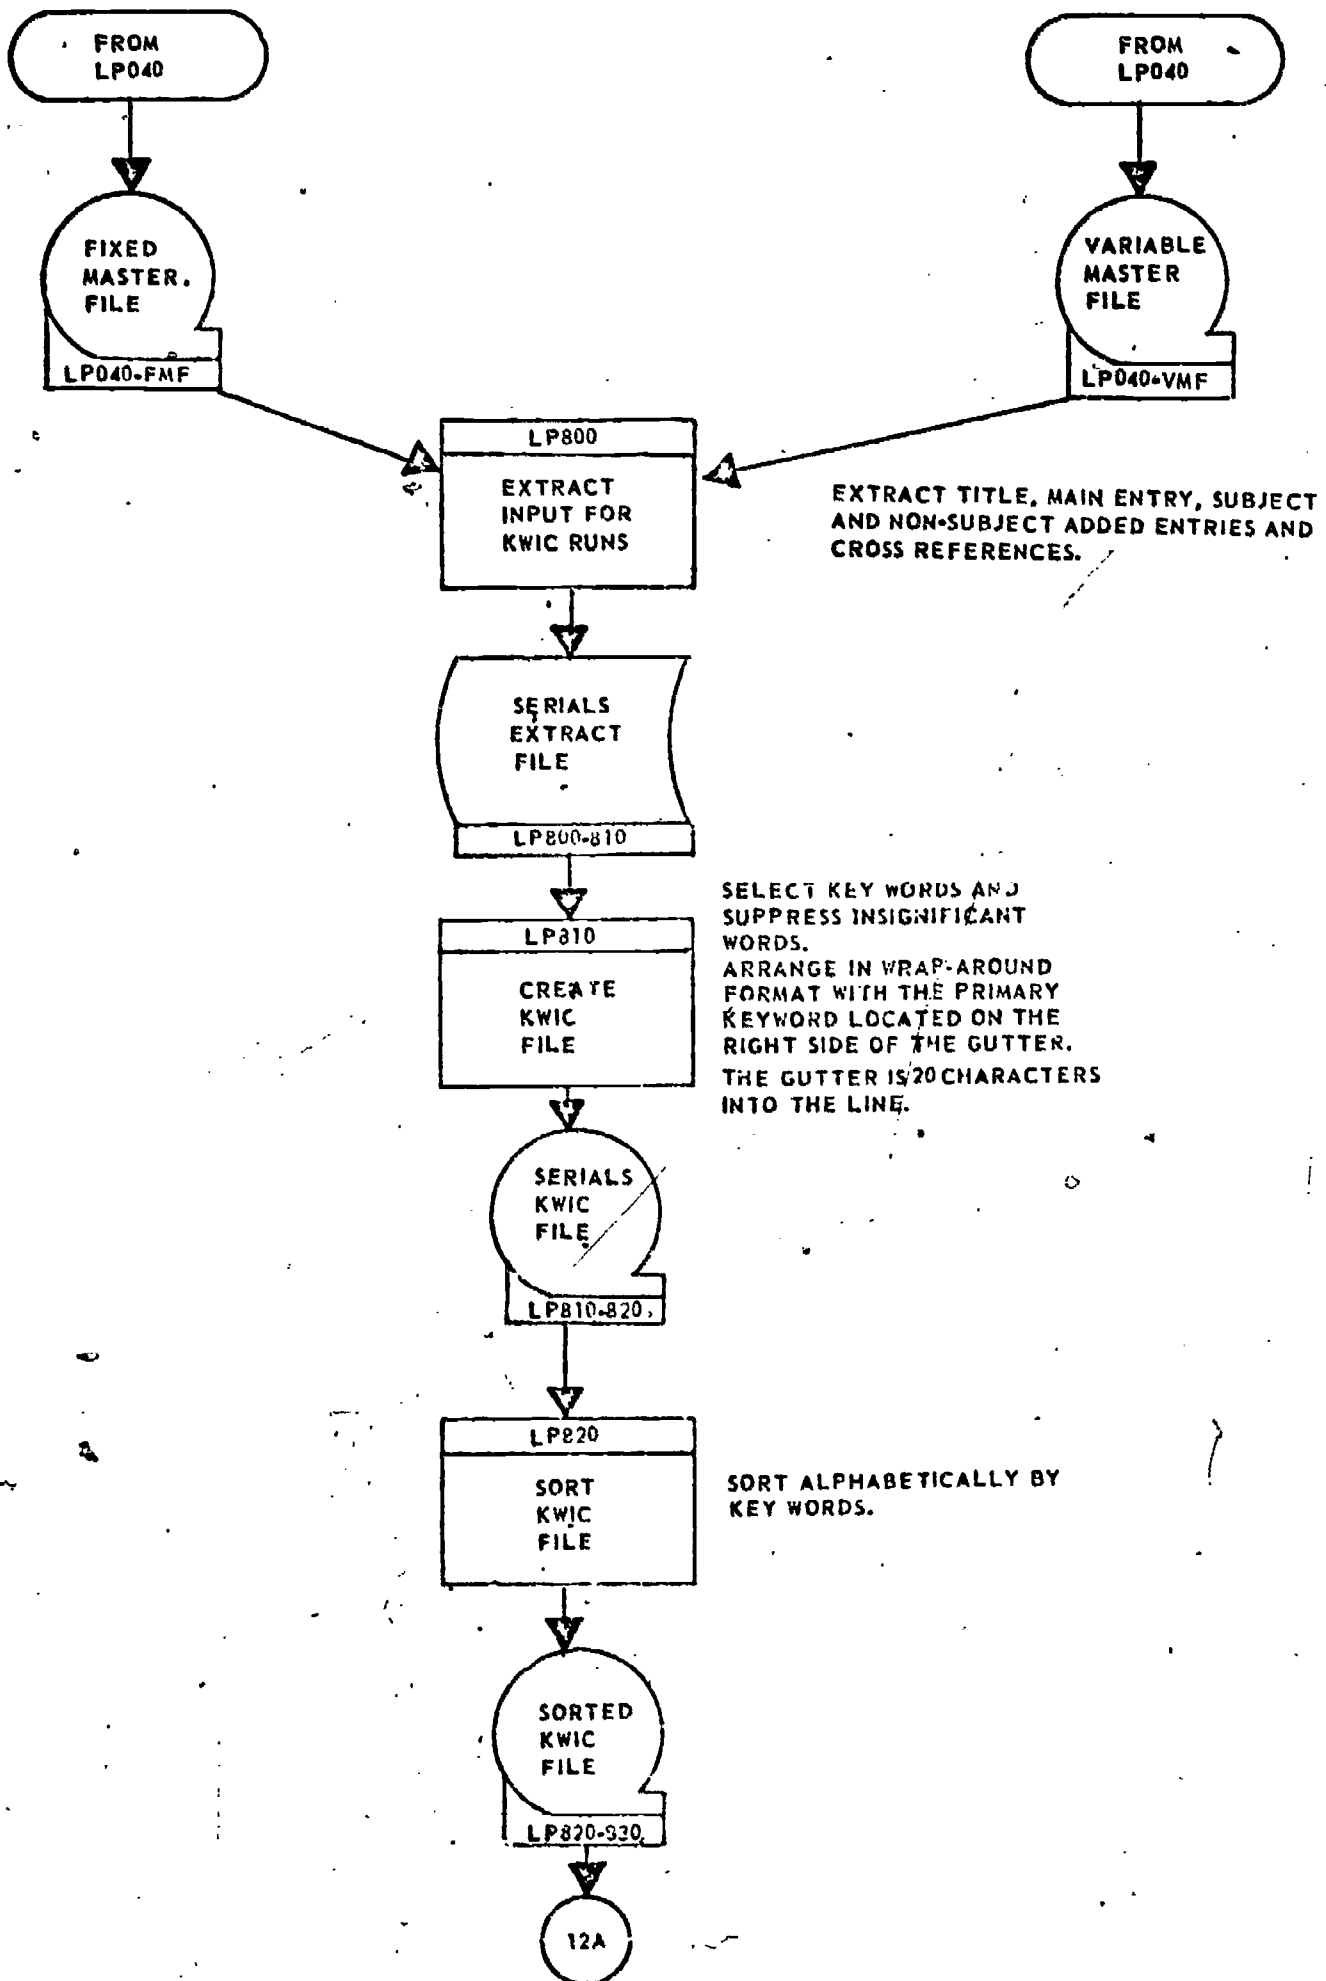 FROM
LP040
FROM
LP040
FIXED
MASTER.
FILE
LP040-FMF
VARIABLE
MASTER
FILE
LP040-VMF
LP800
EXTRACT
INPUT FOR
KWIC RUNS
EXTRACT TITLE, MAIN ENTRY, SUBJECT
AND NON-SUBJECT ADDED ENTRIES AND
CROSS REFERENCES.
SERIALS
EXTRACT
FILE
LP800-810
LP810
CREATE
KWIC
FILE
SELECT KEY WORDS AND
SUPPRESS INSIGNIFICANT
WORDS.
ARRANGE IN WRAP-AROUND
FORMAT WITH THE PRIMARY
KEYWORD LOCATED ON THE
RIGHT SIDE OF THE GUTTER.
THE GUTTER IS 20 CHARACTERS
INTO THE LINE.
SERIALS
KWIC
FILE
LP810-820
LP820
SORT
KWIC
FILE
SORT ALPHABETICALLY BY
KEY WORDS.
SORTED
KWIC
FILE
LP820-830
12A